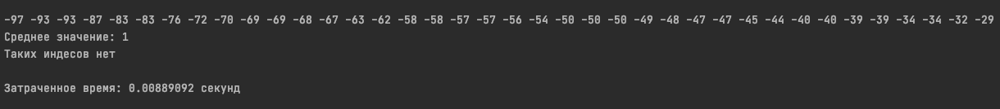 -97 -93 -93 -87 -83 -83 -76 -72 -70 -69 -69 -68 -67 -63 -62 -58 -58 -57 -57 -56 -54 -50 -50 -50 -49 -48 -47 -47 -45 -44 -40 -40 -39 -39 -34 -34 -32 -29
Среднее значение: 1
Таких индесов нет
Затраченное время: 0.00889092 секунд